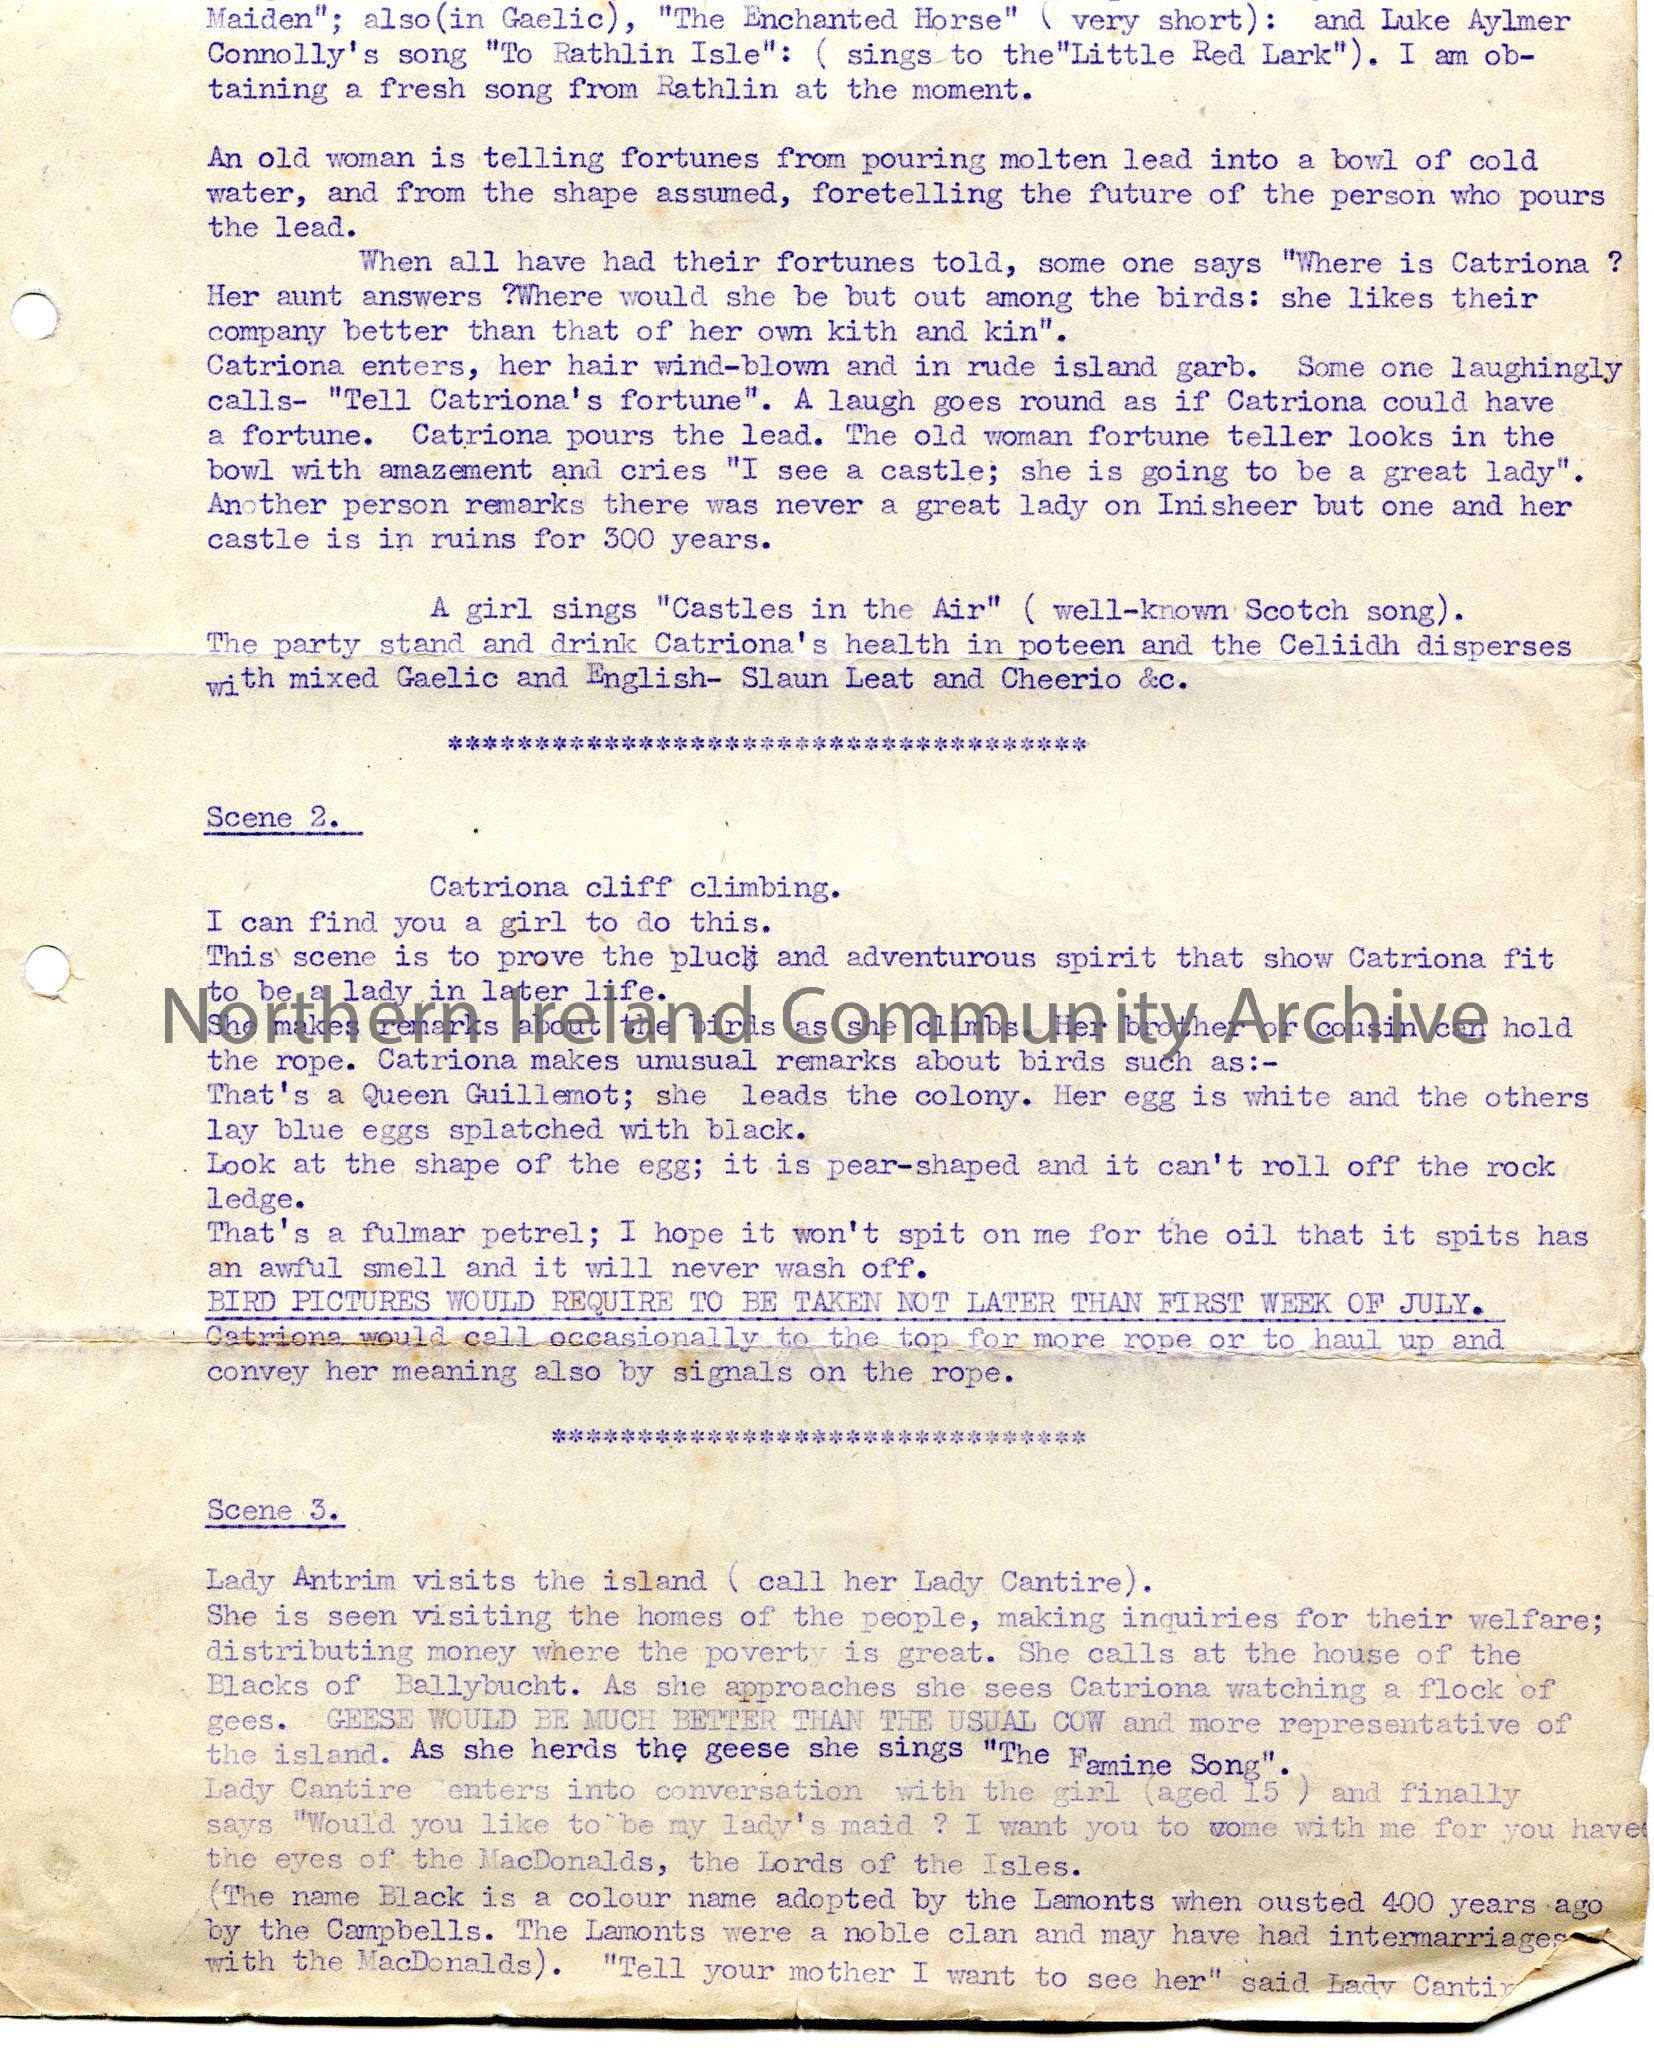 Maiden"; also(in Gaelic), "The Enchanted Horse" ( very short): and Luke Aylmer
Connolly's song "To Rathlin Isle": ( sings to the"Little Red Lark"). I am ob-
taining a fresh song from Rathlin at the moment.
An old woman is telling fortunes from pouring molten lead into a bowl of cold
water, and from the shape assumed, foretelling the future of the person who pours
the lead.
When all have had their fortunes told, some one says "Where is Catriona ?
Her aunt answers ?Where would she be but out among the birds: she likes their
company better than that of her own kith and kin".
Catriona enters, her hair wind-blown and in rude island garb. Some one laughingly
calls- "Tell Catriona's fortune". A laugh goes round as if Catriona could have
a fortune. Catriona pours the lead. The old woman fortune teller looks in the
bowl with amazement and cries "I see a castle; she is going to be a great lady".
Another person remarks there was never a great lady on Inisheer but one and her
castle is in ruins for 300 years.
A girl sings "Castles in the Air" ( well-known Scotch song).
The party stand and drink Catriona's health in poteen and the Celiidh disperses
with mixed Gaelic and English- Slaun Leat and Cheerio &c.
*************************************
Scene 2.
Catriona cliff climbing.
I can find you a girl to do this.
This scene is to prove the pluck and adventurous spirit that show Catriona fit
to be a lady in later life.
Northern Ireland Community Archive
She makes remarks about the birds as she climbs. Her brother or cousin can hold
the rope. Catriona makes unusual remarks about birds such as:-
That's a Queen Guillemot; she leads the colony. Her egg is white and the others
lay blue eggs splatched with black.
Look at the shape of the egg; it is pear-shaped and it can't roll off the rock
ledge.
That's a fulmar petrel; I hope it won't spit on me for the oil that it spits has
an awful smell and it will never wash off.
BIRD PICTURES WOULD REQUIRE TO BE TAKEN NOT LATER THAN FIRST WEEK OF JULY.
Catriona would call occasionally to the top for more rope or to haul up and
convey her meaning also by signals on the rope.
*******************************
Scene 3.
Lady Antrim visits the island ( call her Lady Cantire).
She is seen visiting the homes of the people, making inquiries for their welfare;
distributing money where the poverty is great. She calls at the house of the
Blacks of Ballybucht. As she approaches she sees Catriona watching a flock of
gees. GEESE WOULD BE MUCH BETTER THAN THE USUAL COW and more representative of
the island. As she herds the geese she sings "The Famine Song".
Lady Cantire enters into conversation with the girl (aged 15 ) and finally
says "Would you like to be my lady's maid ? I want you to come with me for you have
the eyes of the MacDonalds, the Lords of the Isles.
(The name Black is a colour name adopted by the Lamonts when ousted 400 years ago
by the Campbells. The Lamonts were a noble clan and may have had intermarriages
with the MacDonalds). "Tell your mother I want to see her" said Lady Cantir